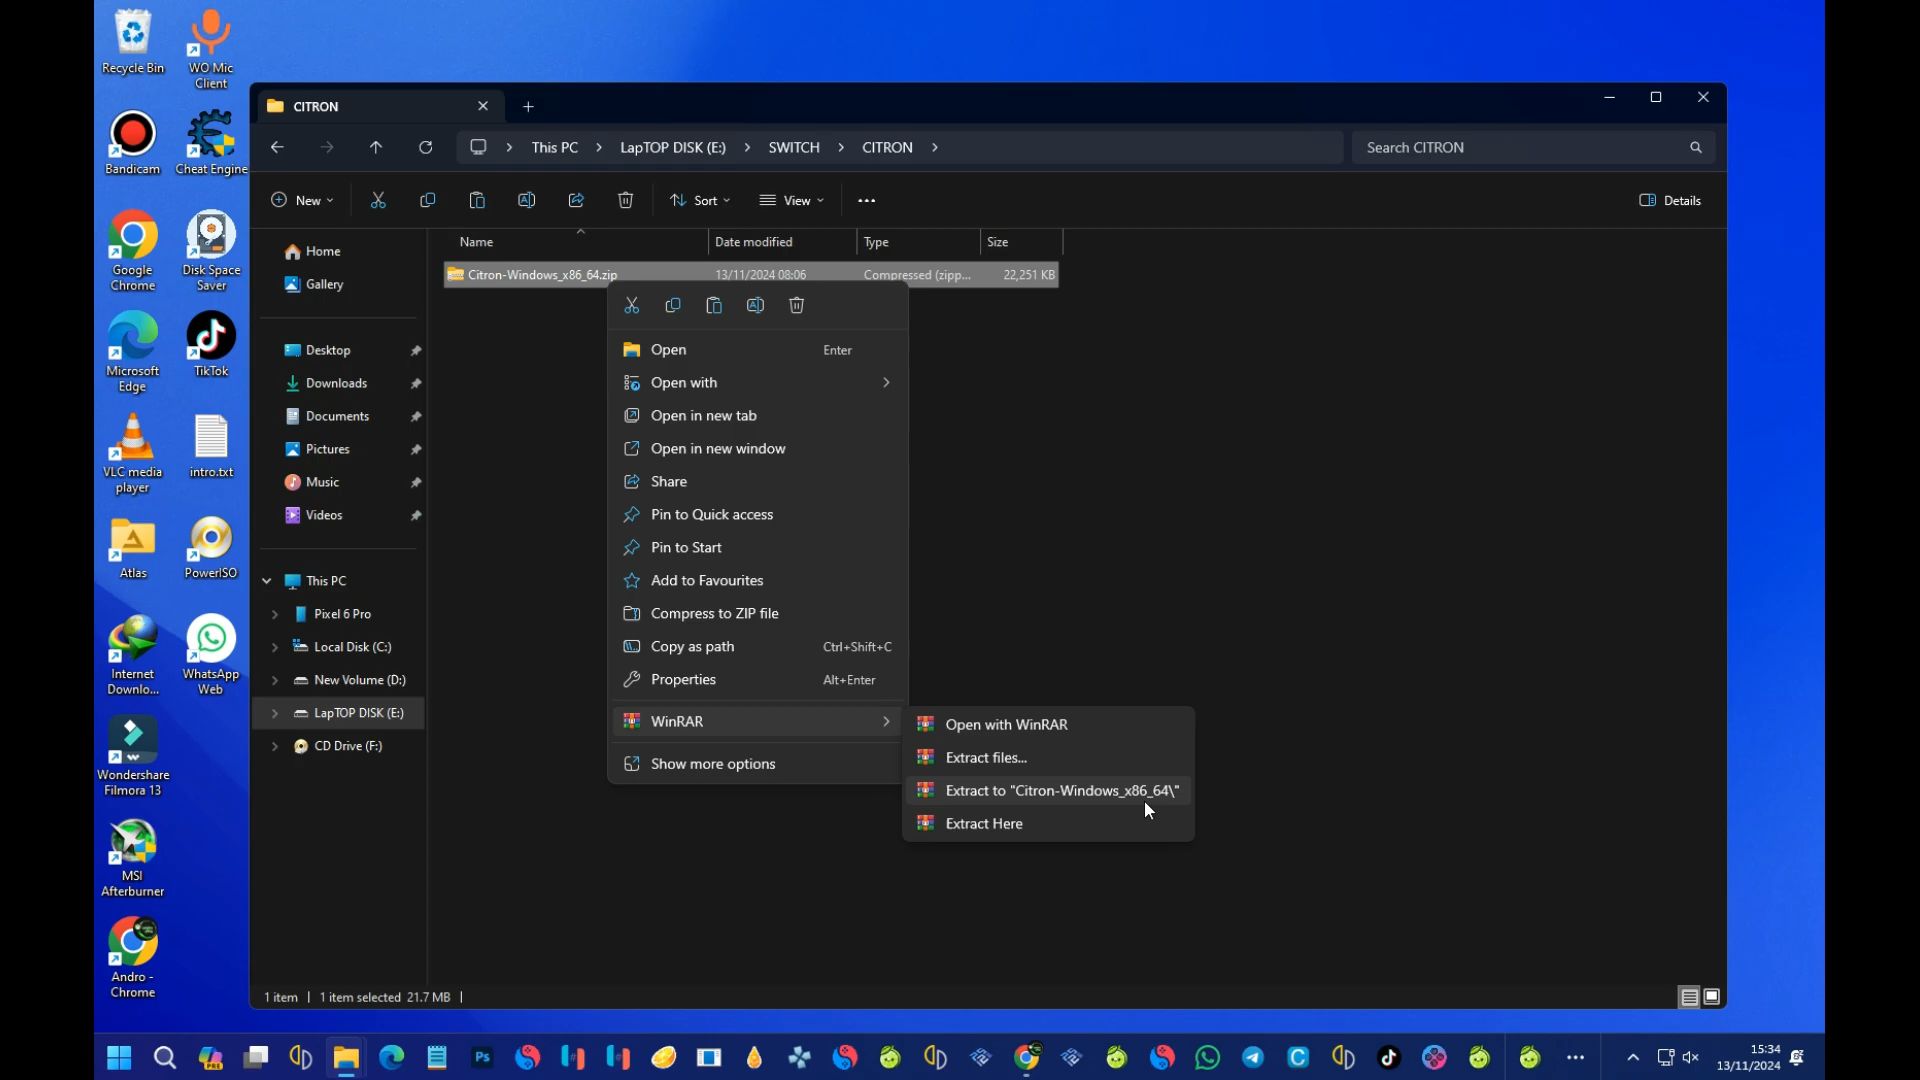 Recycle Bin
WO Mic
Client
Bandicam
Cheat Engine
Google
Chrome
Disk Space
Saver
Microsoft
Edge
TikTok
VLC media
player
intro.txt
Atlas
PowerISO
Internet
Downlo...
WhatsApp
Web
Wondershare
Filmora 13
MSI
Afterburner
Andro -
Chrome
CITRON
This PC > LapTOP DISK (E:) > SWITCH > CITRON >
Search CITRON
New
Sort
View
Details
Home
Gallery
Desktop
Downloads
Documents
Pictures
Music
Videos
This PC
Pixel 6 Pro
Local Disk (C:)
New Volume (D:)
LapTOP DISK (E:)
CD Drive (F:)
Name Date modified Type Size
Citron-Windows_x86_64.zip 13/11/2024 08:06 Compressed (zipp... 22,251 KB
Open Enter
Open with
Open in new tab
Open in new window
Share
Pin to Quick access
Pin to Start
Add to Favourites
Compress to ZIP file
Copy as path Ctrl+Shift+C
Properties Alt+Enter
WinRAR
Show more options
Open with WinRAR
Extract files...
Extract to "Citron-Windows_x86_64\"
Extract Here
1 item | 1 item selected 21.7 MB |
PRE
Ps
C
15:34
13/11/2024